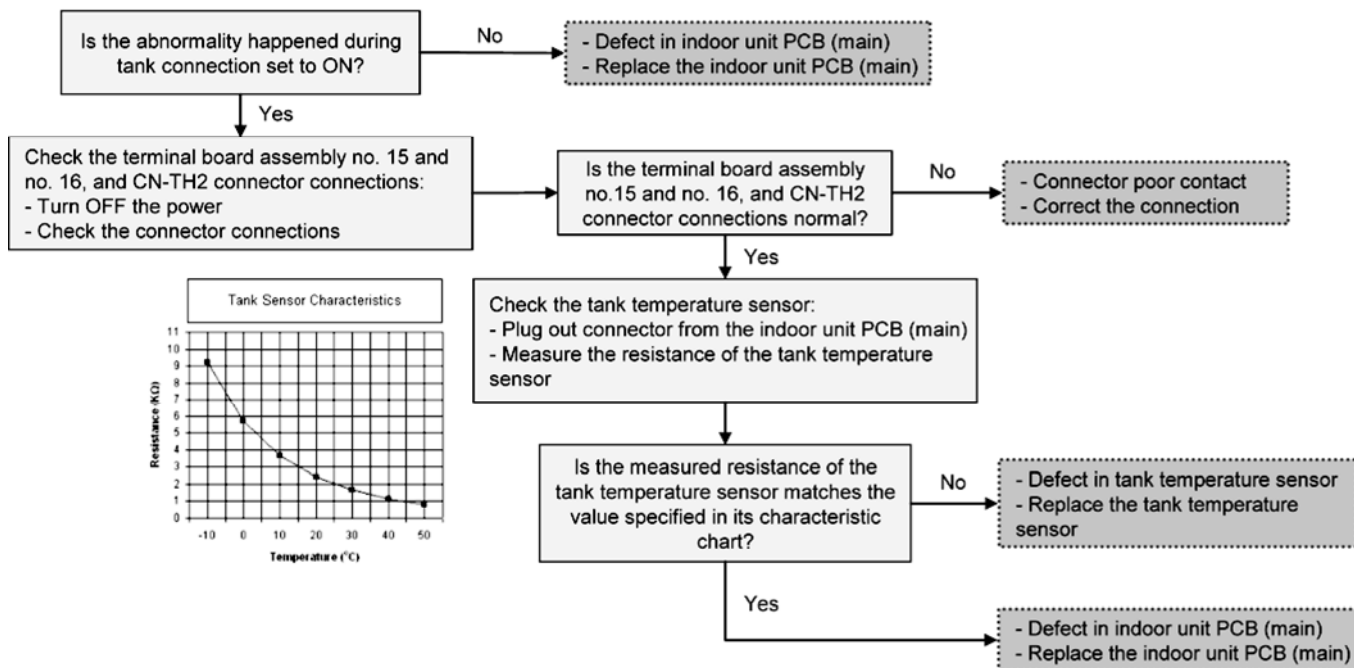 Is the abnormality happened during
tank connection set to ON?
No
- Defect in indoor unit PCB (main)
- Replace the indoor unit PCB (main)
Yes
Check the terminal board assembly no. 15 and
no. 16, and CN-TH2 connector connections:
- Turn OFF the power
- Check the connector connections
Is the terminal board assembly
no.15 and no. 16, and CN-TH2
connector connections normal?
No
- Connector poor contact
- Correct the connection
Yes
Tank Sensor Characteristics
11
10
9
8
7
6
5
4
3
2
1
0
Resistance (KΩ)
-10 0 10 20 30 40 50
Temperature (°C)
Check the tank temperature sensor:
- Plug out connector from the indoor unit PCB (main)
- Measure the resistance of the tank temperature
sensor
Is the measured resistance of the
tank temperature sensor matches the
value specified in its characteristic
chart?
No
- Defect in tank temperature sensor
- Replace the tank temperature
sensor
Yes
- Defect in indoor unit PCB (main)
- Replace the indoor unit PCB (main)